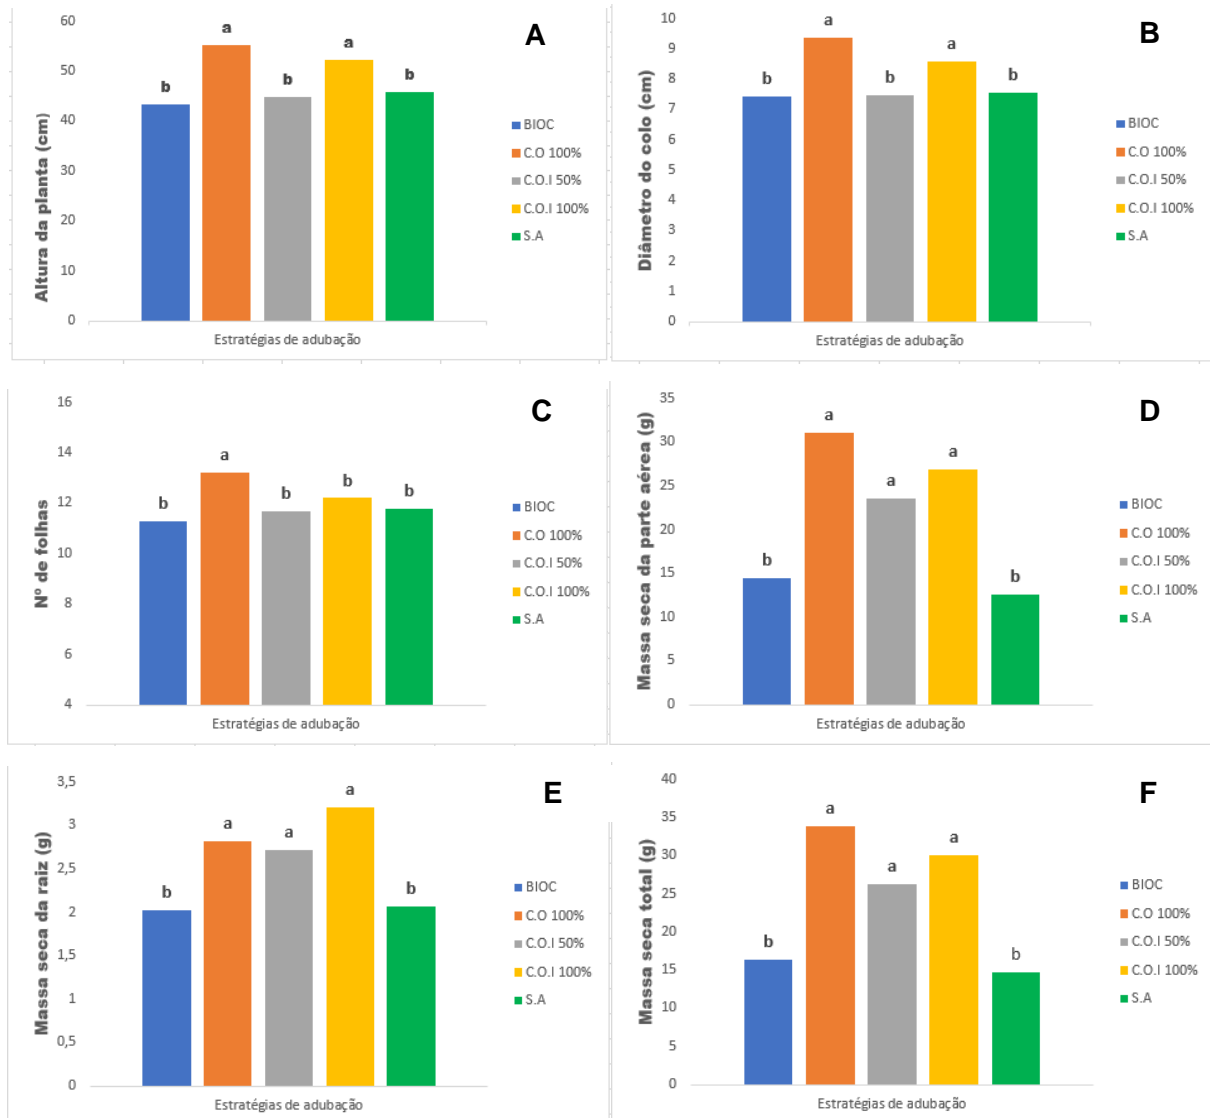 A
Altura da planta (cm)
60
50
40
30
20
10
0
b
a
b
a
b
BIOC
C.O 100%
C.O.I 50%
C.O.I 100%
S.A
Estratégias de adubação
B
Diâmetro do colo (cm)
10
9
8
7
6
5
4
3
2
1
0
b
a
b
a
b
BIOC
C.O 100%
C.O.I 50%
C.O.I 100%
S.A
Estratégias de adubação
C
Nº de folhas
16
14
12
10
8
6
4
b
a
b
b
b
BIOC
C.O 100%
C.O.I 50%
C.O.I 100%
S.A
Estratégias de adubação
D
Massa seca da parte aérea (g)
35
30
25
20
15
10
5
0
b
a
a
a
b
BIOC
C.O 100%
C.O.I 50%
C.O.I 100%
S.A
Estratégias de adubação
E
Massa seca da raiz (g)
3,5
3
2,5
2
1,5
1
0,5
0
b
a
a
a
b
BIOC
C.O 100%
C.O.I 50%
C.O.I 100%
S.A
Estratégias de adubação
F
Massa seca total (g)
40
35
30
25
20
15
10
5
0
b
a
a
a
b
BIOC
C.O 100%
C.O.I 50%
C.O.I 100%
S.A
Estratégias de adubação